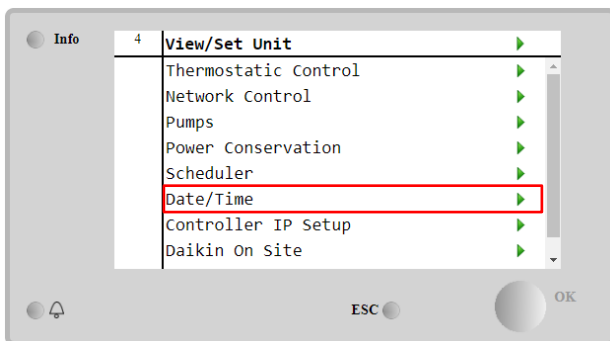 Info
4 View/Set Unit
Thermostatic Control
Network Control
Pumps
Power Conservation
Scheduler
Date/Time
Controller IP Setup
Daikin On Site
ESC
OK